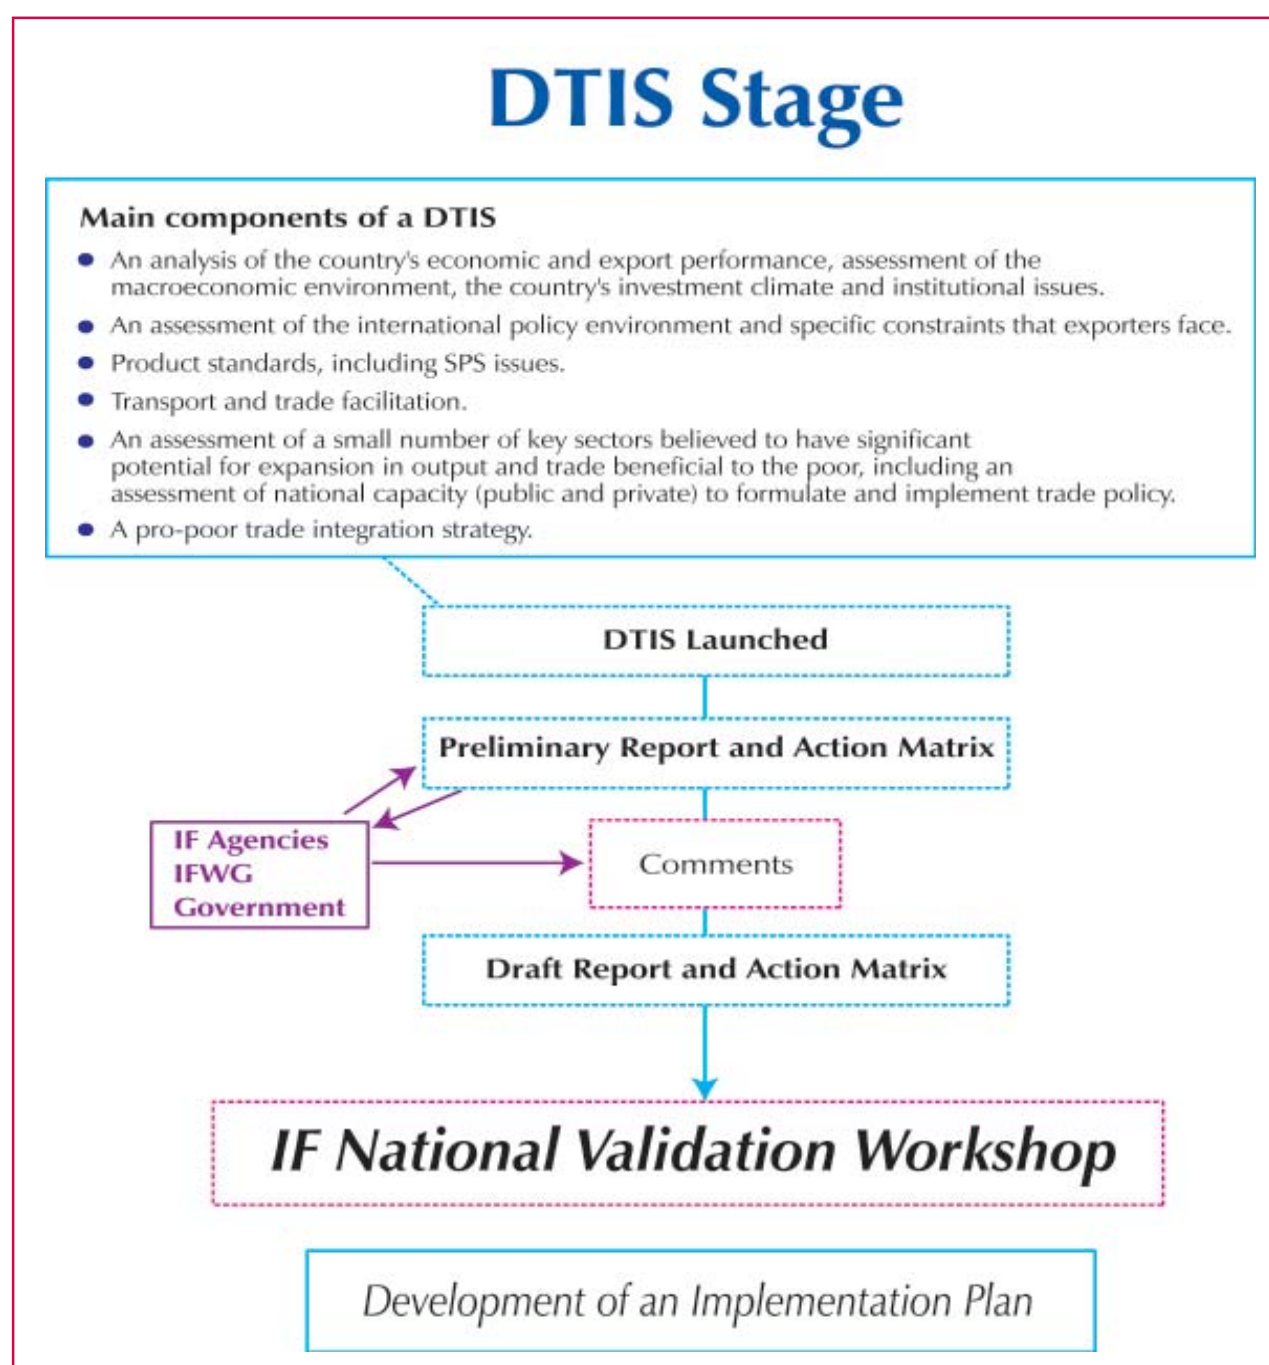 DTIS Stage
Main components of a DTIS
An analysis of the country's economic and export performance, assessment of the
macroeconomic environment, the country's investment climate and institutional issues.
An assessment of the international policy environment and specific constraints that exporters face.
Product standards, including SPS issues.
Transport and trade facilitation.
An assessment of a small number of key sectors believed to have significant
potential for expansion in output and trade beneficial to the poor, including an
assessment of national capacity (public and private) to formulate and implement trade policy.
A pro-poor trade integration strategy.
DTIS Launched
Preliminary Report and Action Matrix
IF Agencies
IFWG
Government
Comments
Draft Report and Action Matrix
IF National Validation Workshop
Development of an Implementation Plan